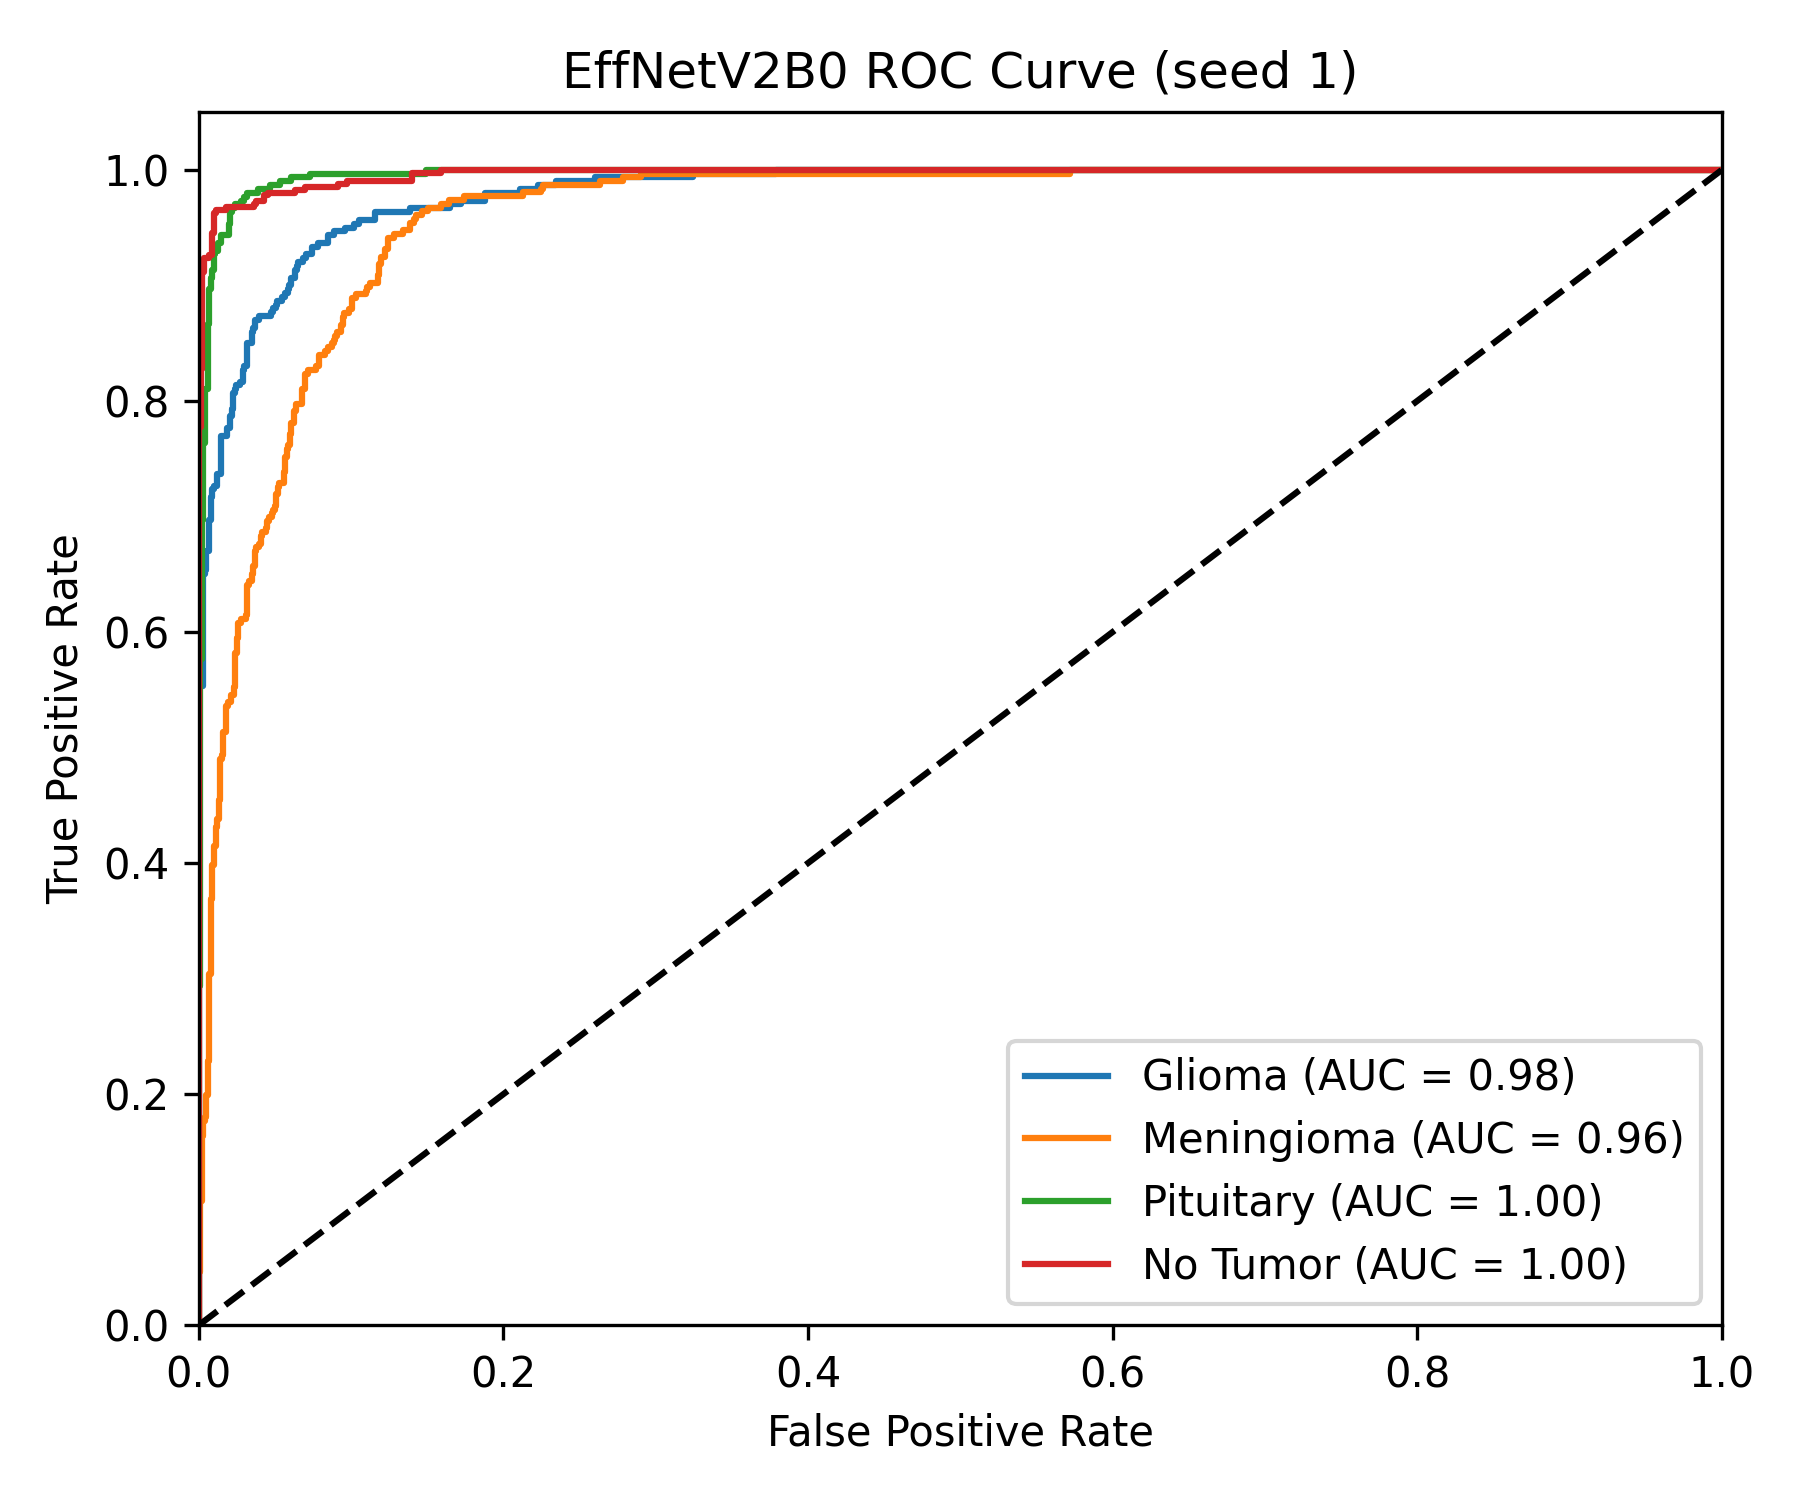 EffNetV2B0 ROC Curve (seed 1)
True Positive Rate
1.0
0.8
0.6
0.4
0.2
0.0
0.0 0.2 0.4 0.6 0.8 1.0
False Positive Rate
Glioma (AUC = 0.98)
Meningioma (AUC = 0.96)
Pituitary (AUC = 1.00)
No Tumor (AUC = 1.00)